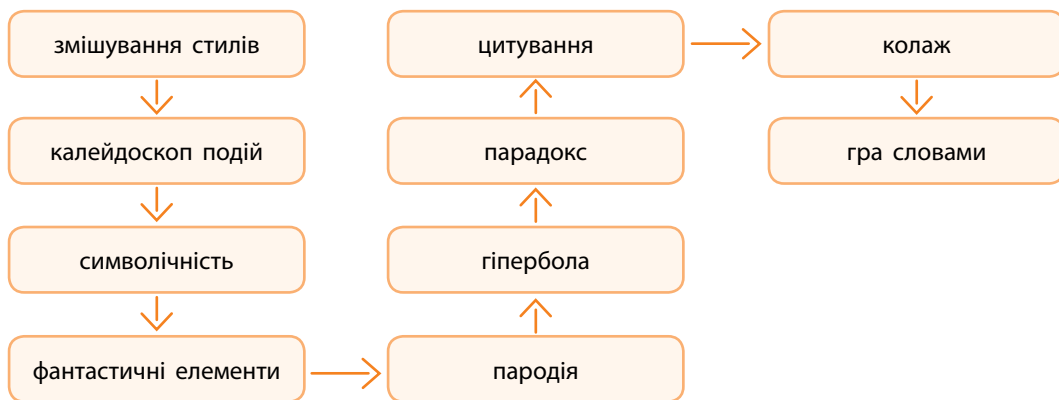 змішування стилів
калейдоскоп подій
символічність
фантастичні елементи
пародія
гіпербола
парадокс
цитування
колаж
гра словами